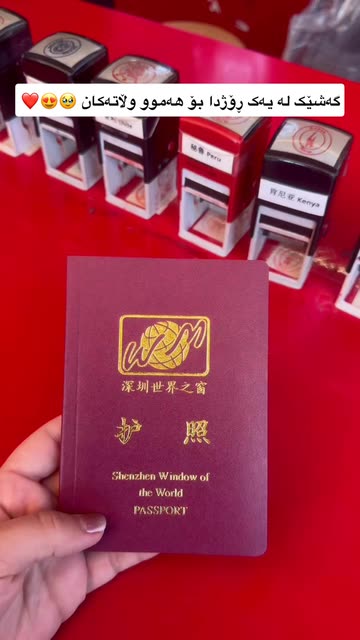 گەشێک لە یەک ڕۆژدا بۆ هەموو وڵاتەکان 🥹😍❤️
秘鲁 Peru
肯尼亚 Kenya
深圳世界之窗
护照
Shenzhen Window of
the World
PASSPORT